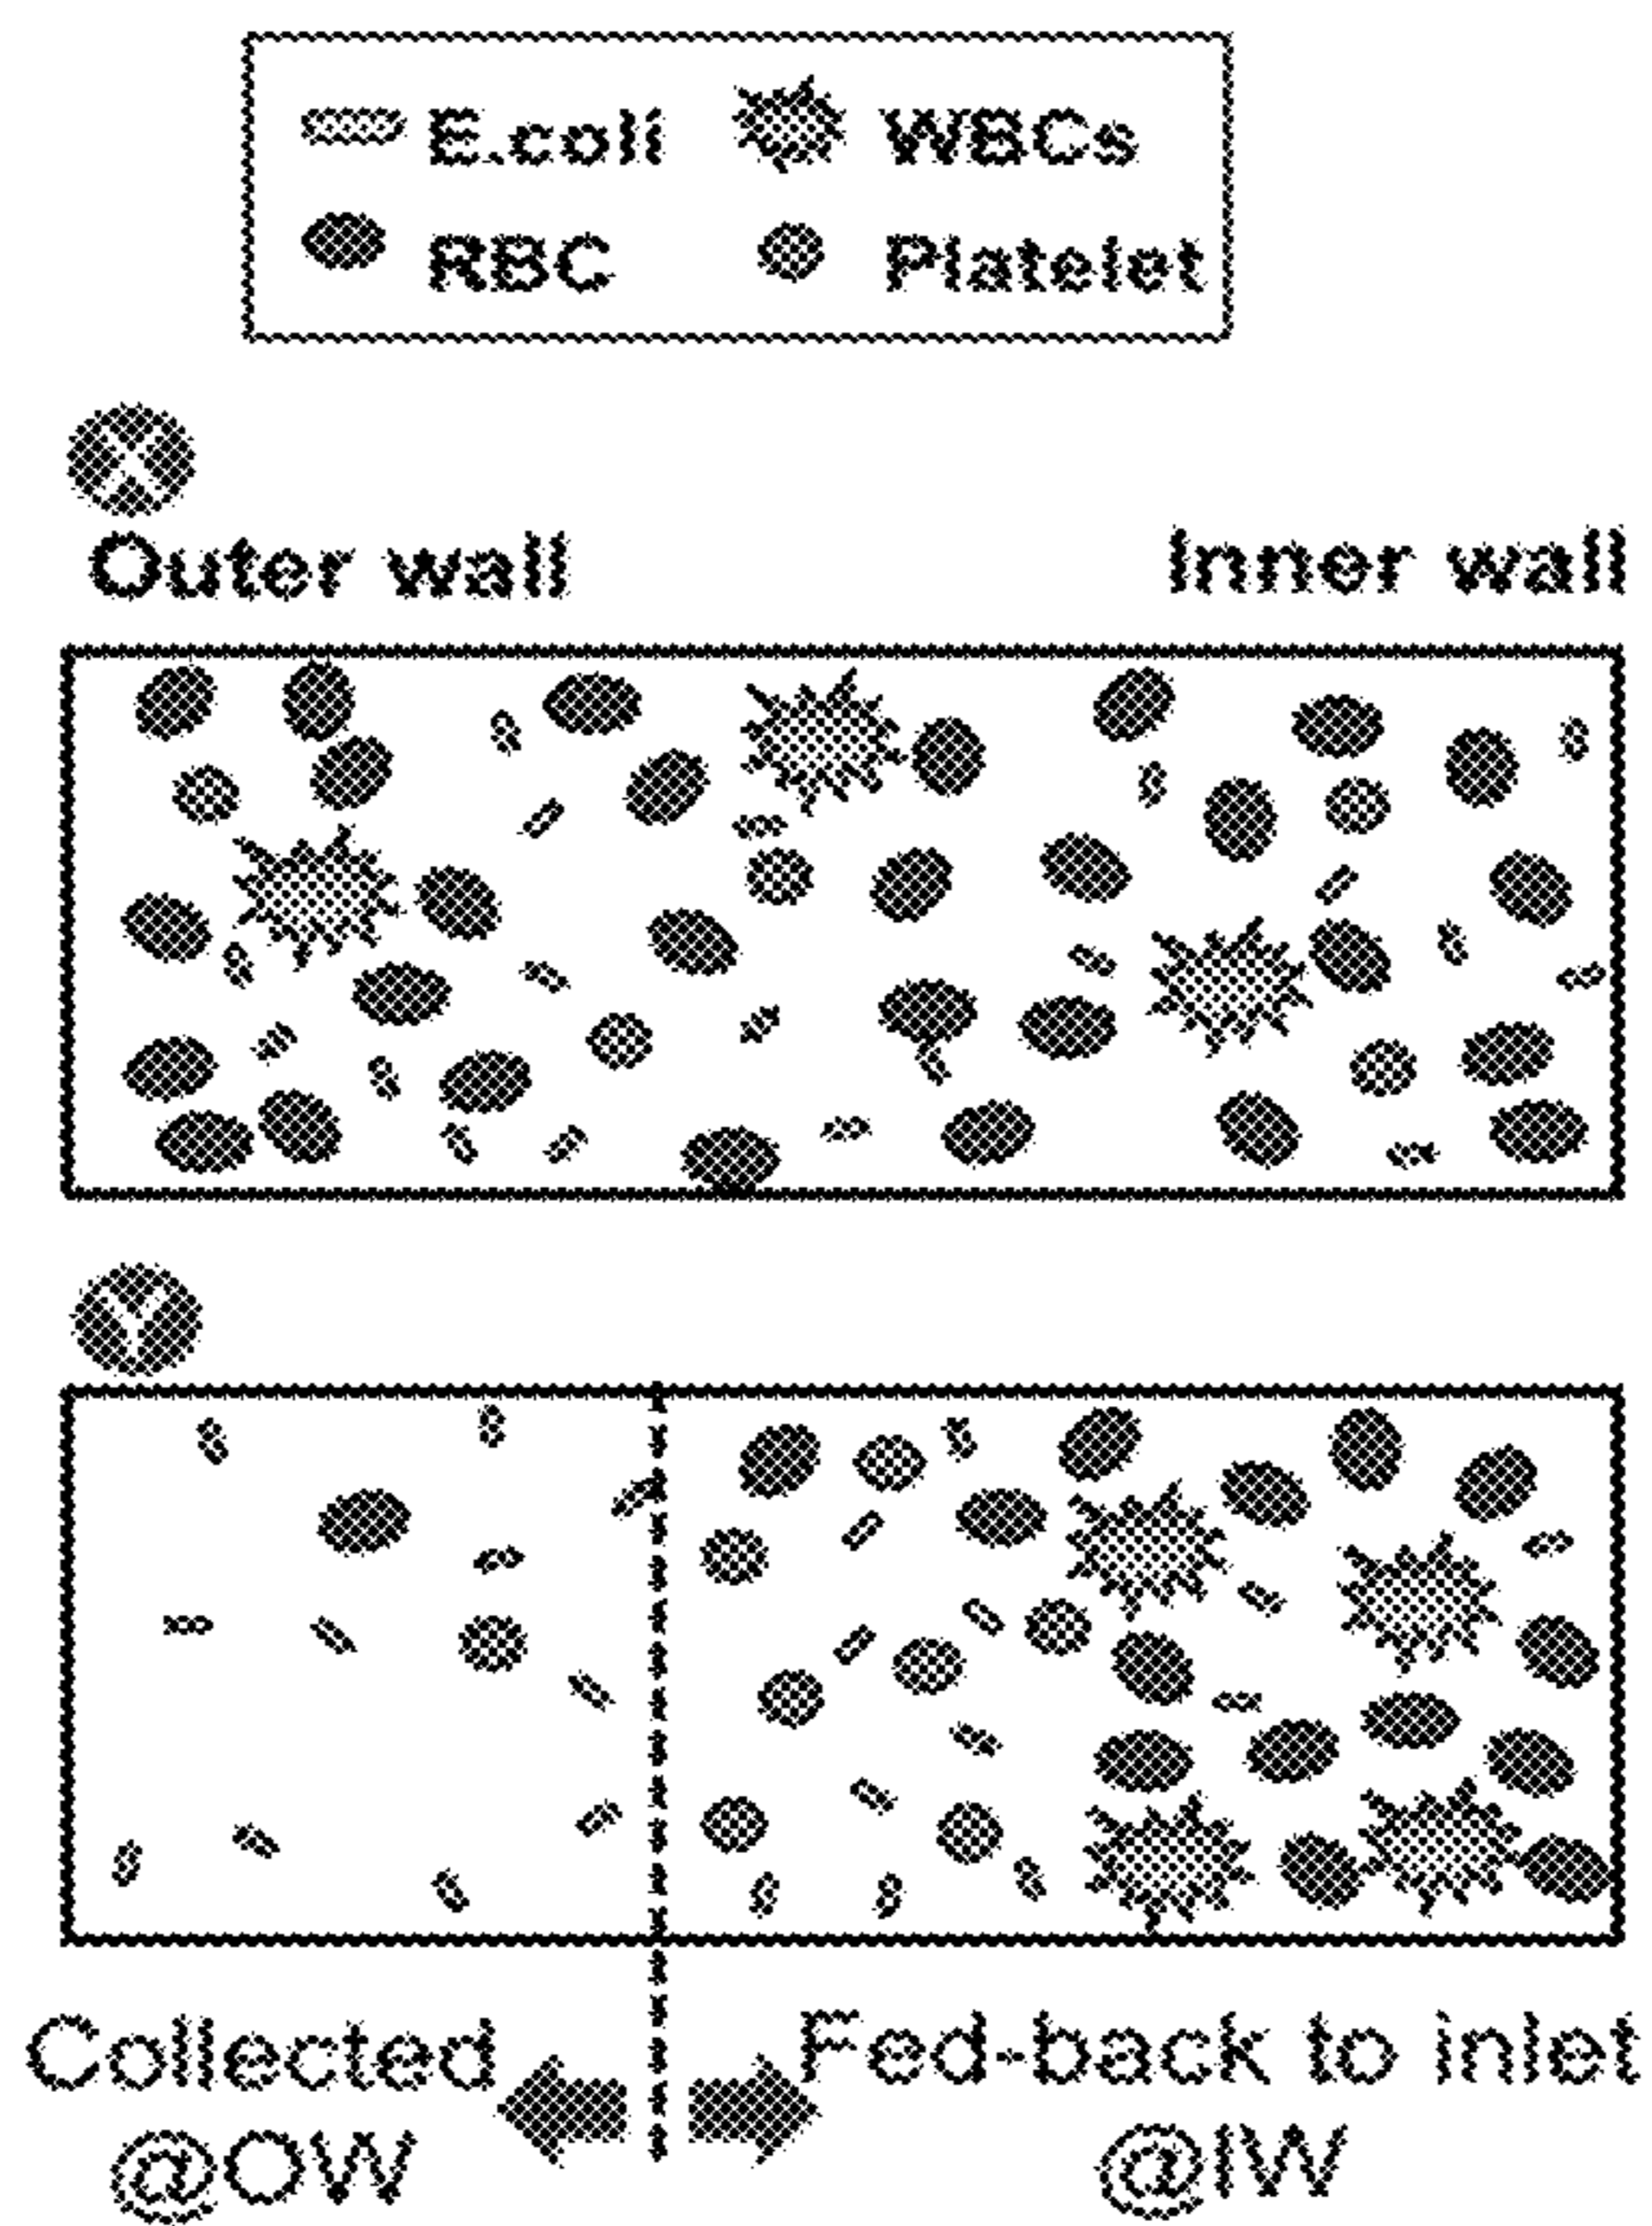 E.coli WBCs
RBC Platelet
X
Outer wall Inner wall
Y
Collected Fed-back to inlet
@OW @IW